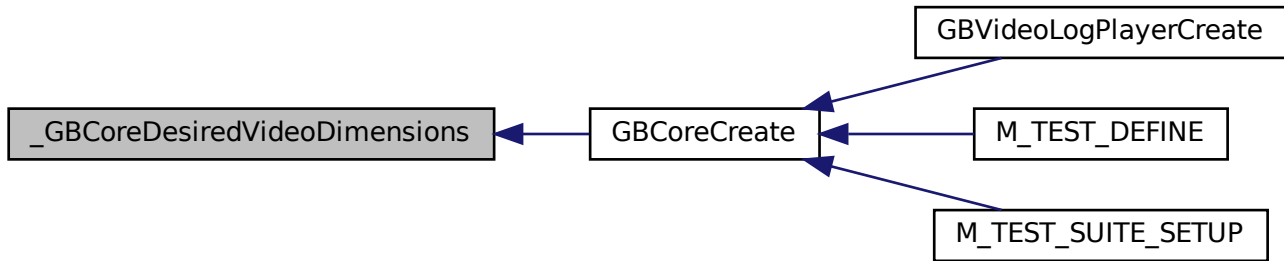 GBVideoLogPlayerCreate
_GBCoreDesiredVideoDimensions
GBCoreCreate
M_TEST_DEFINE
M_TEST_SUITE_SETUP